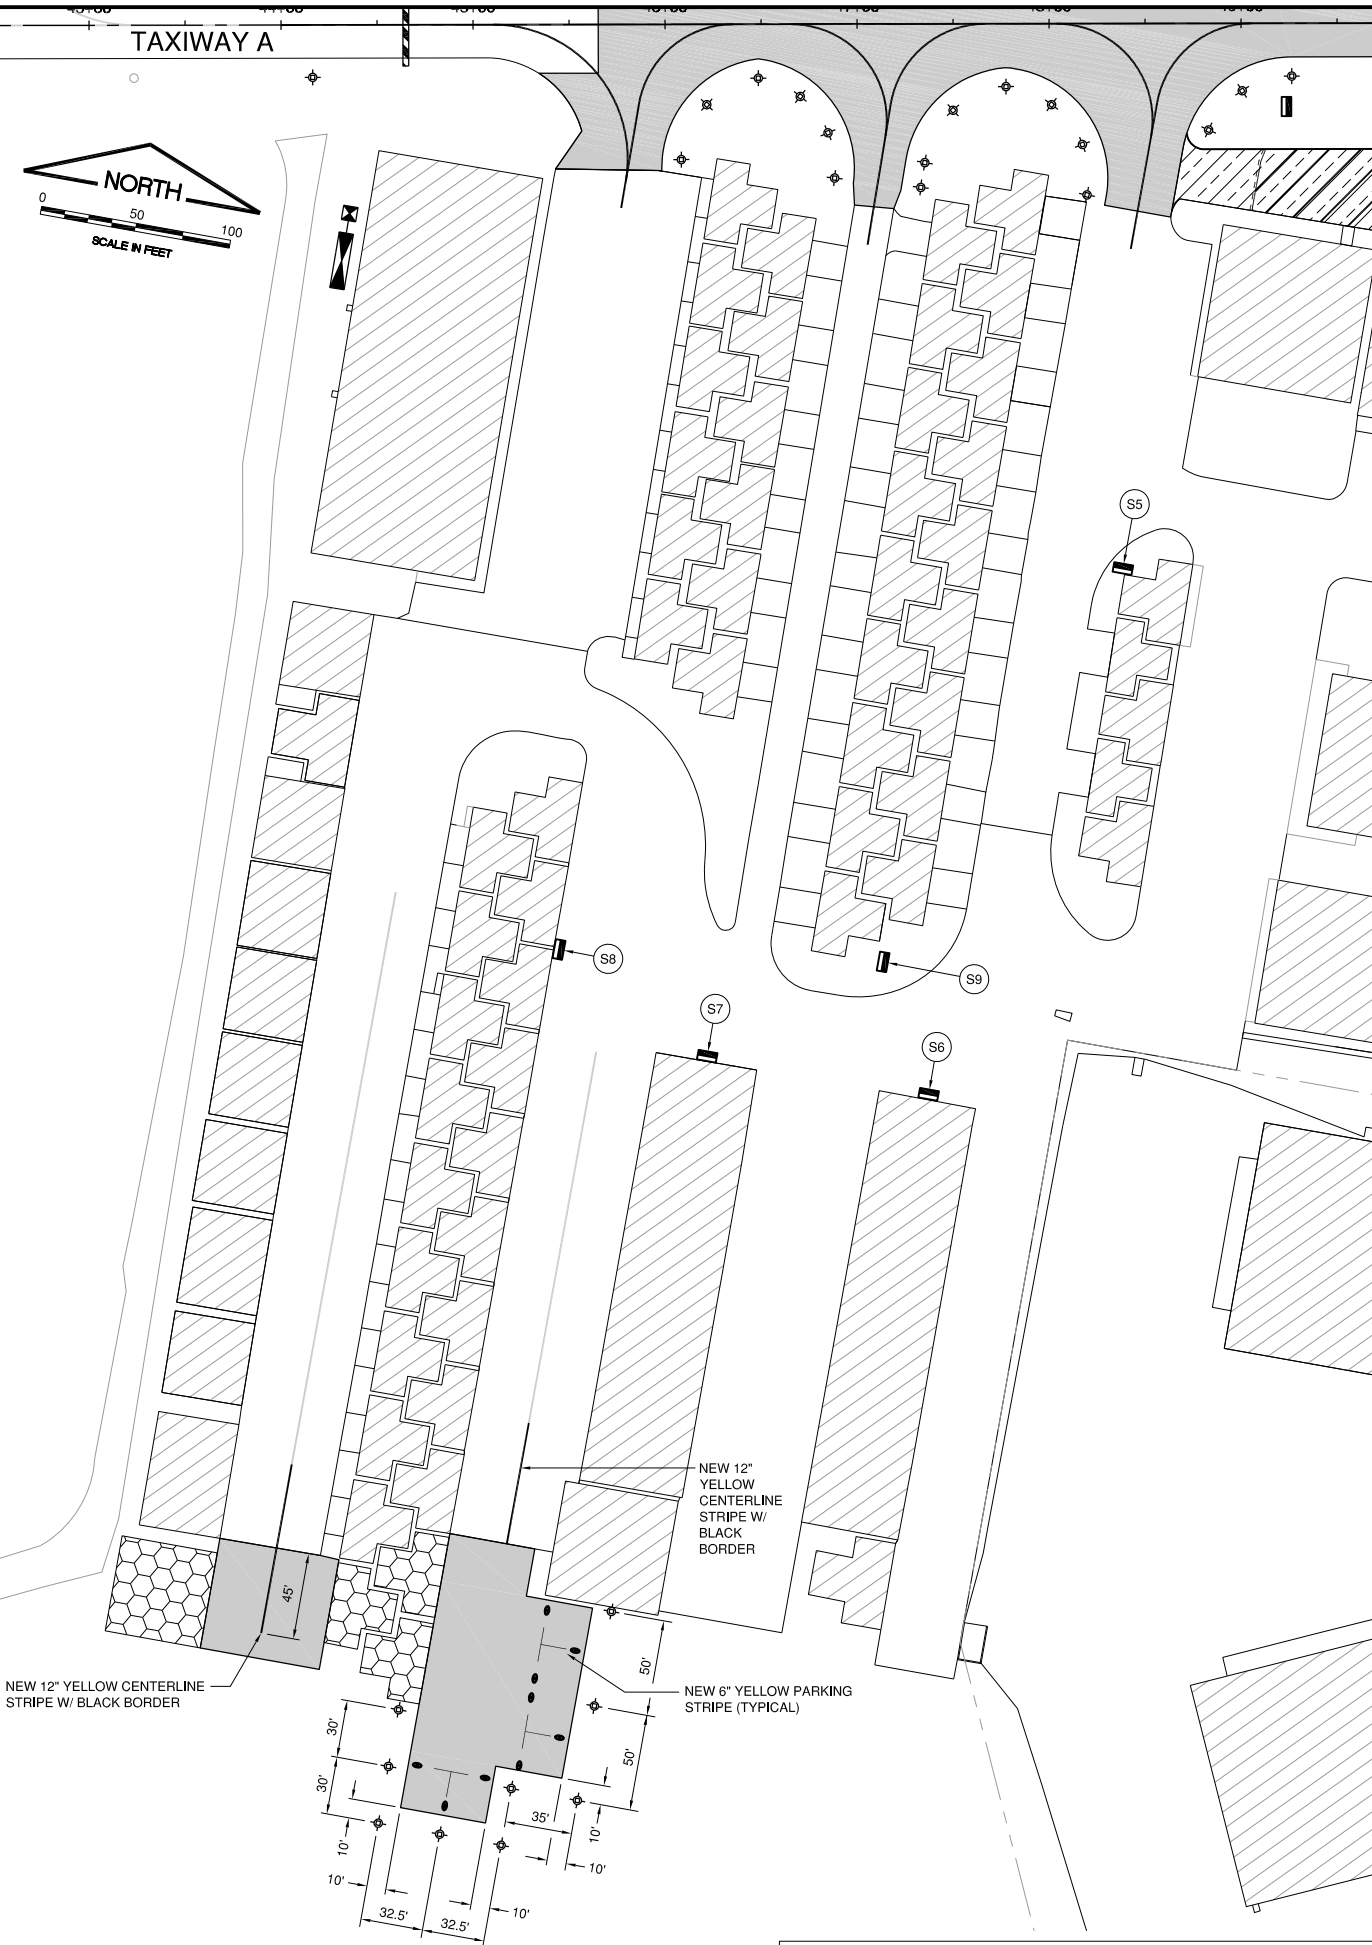 TAXIWAY A
NORTH
0
50
100
SCALE IN FEET
S5
S8
S9
S7
S6
NEW 12"
YELLOW
CENTERLINE
STRIPE W/
BLACK
BORDER
45'
50'
NEW 12" YELLOW CENTERLINE
STRIPE W/ BLACK BORDER
NEW 6" YELLOW PARKING
STRIPE (TYPICAL)
30'
50'
30'
35'
10'
10'
10'
10'
10'
32.5'
32.5'